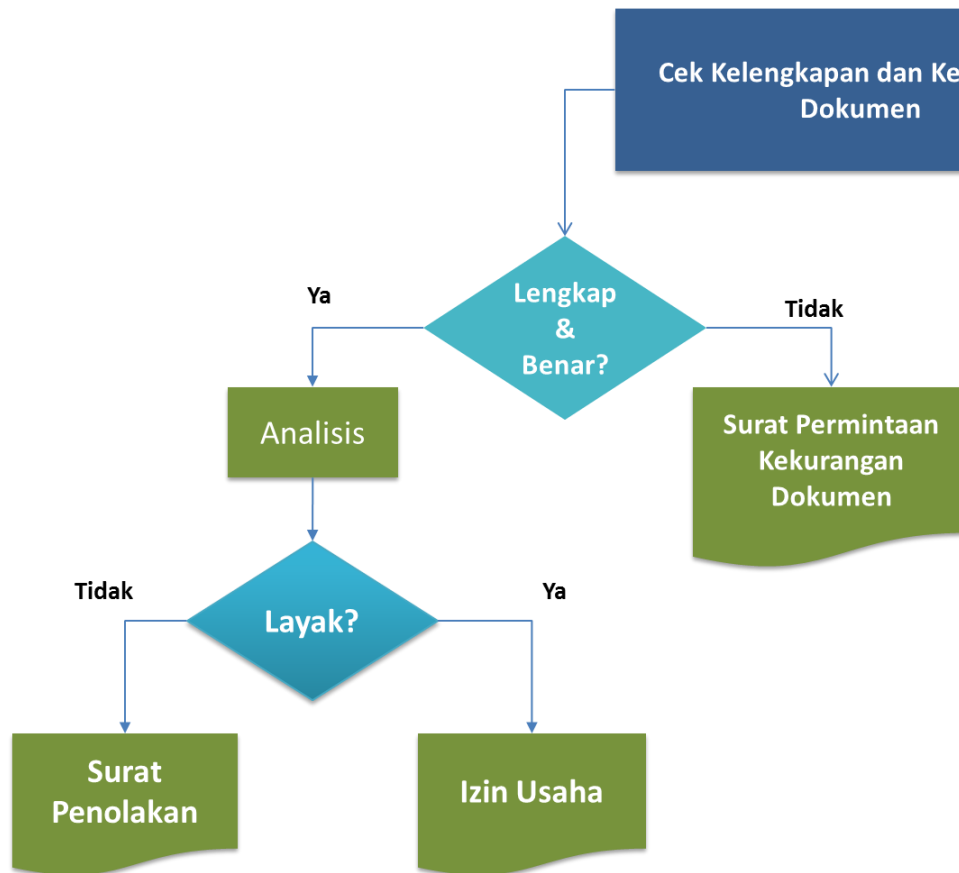 Cek Kelengkapan dan Ke
Dokumen
Lengkap
&
Benar?
Ya
Tidak
Analisis
Surat Permintaan
Kekurangan
Dokumen
Layak?
Tidak
Ya
Surat
Penolakan
Izin Usaha